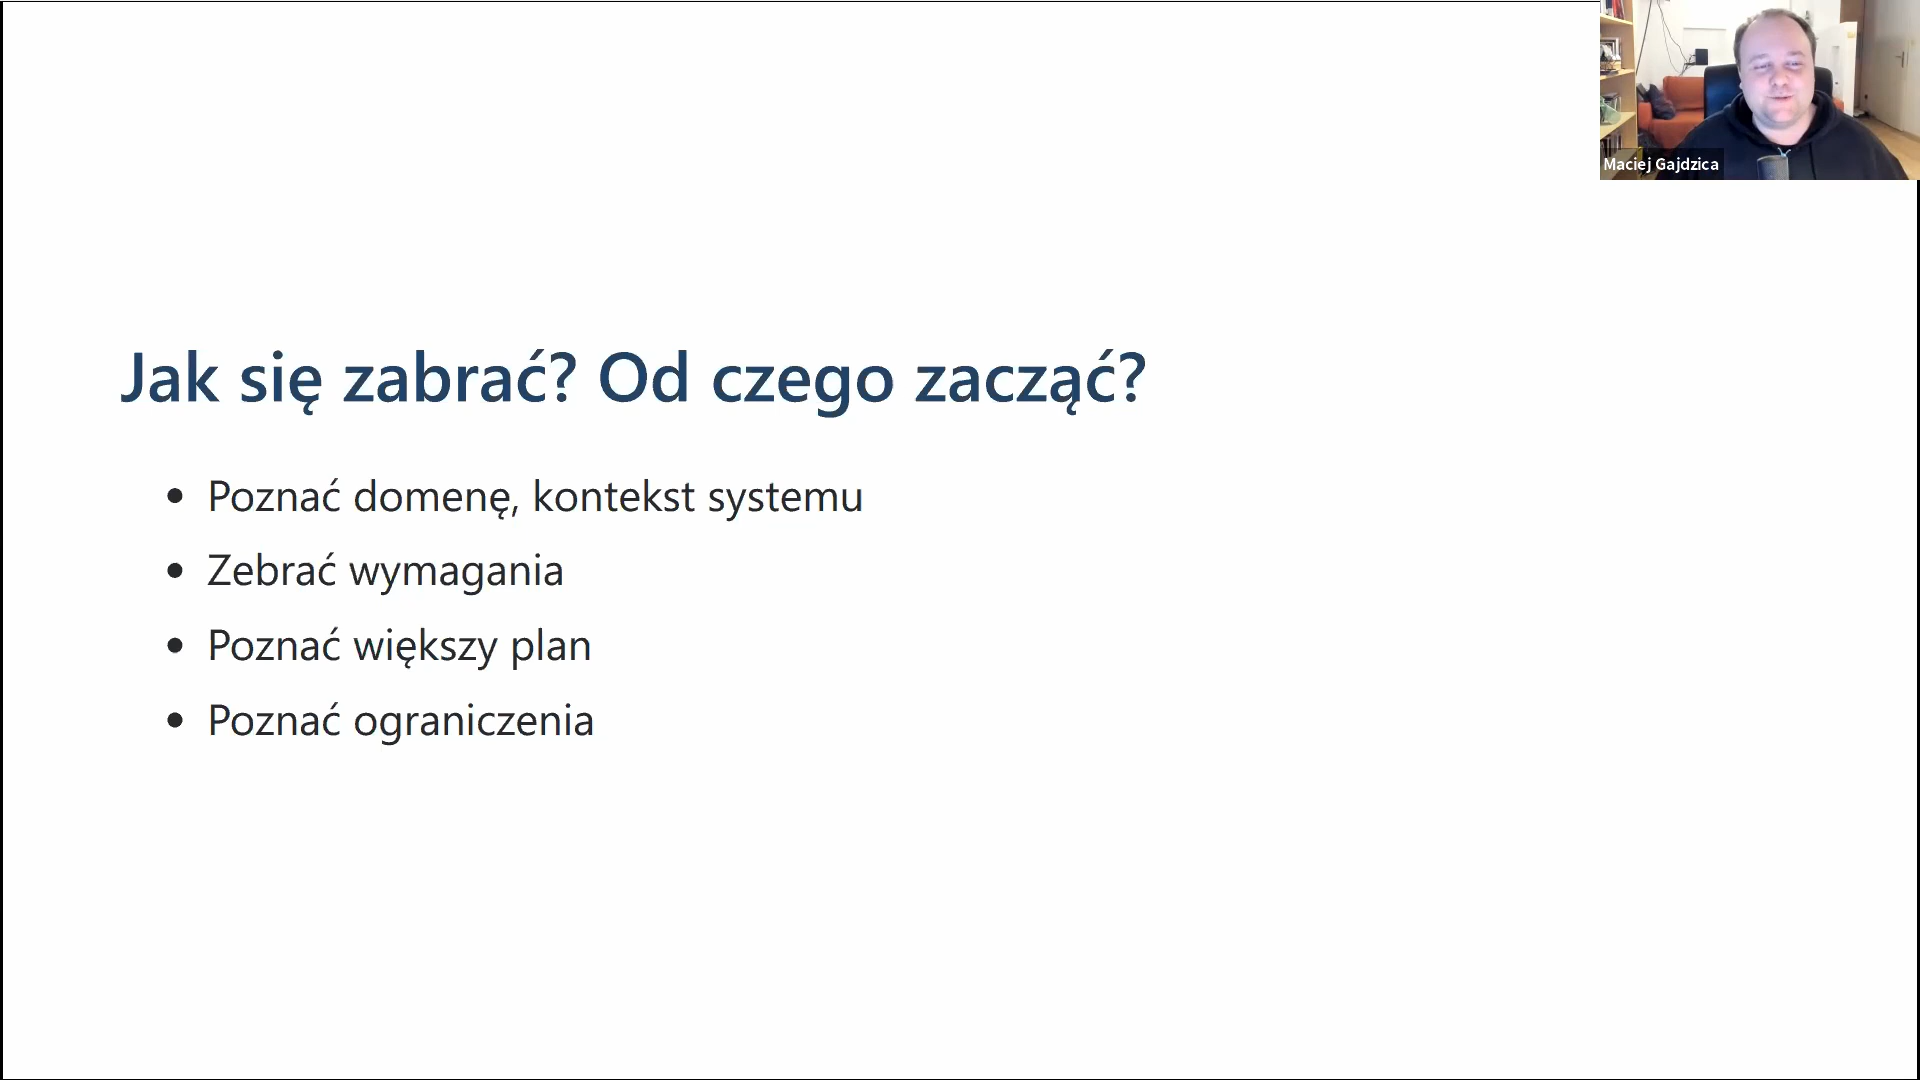 Maciej Gajdzica
Jak się zabrać? Od czego zacząć?
• Poznać domenę, kontekst systemu
• Zebrać wymagania
• Poznać większy plan
• Poznać ograniczenia